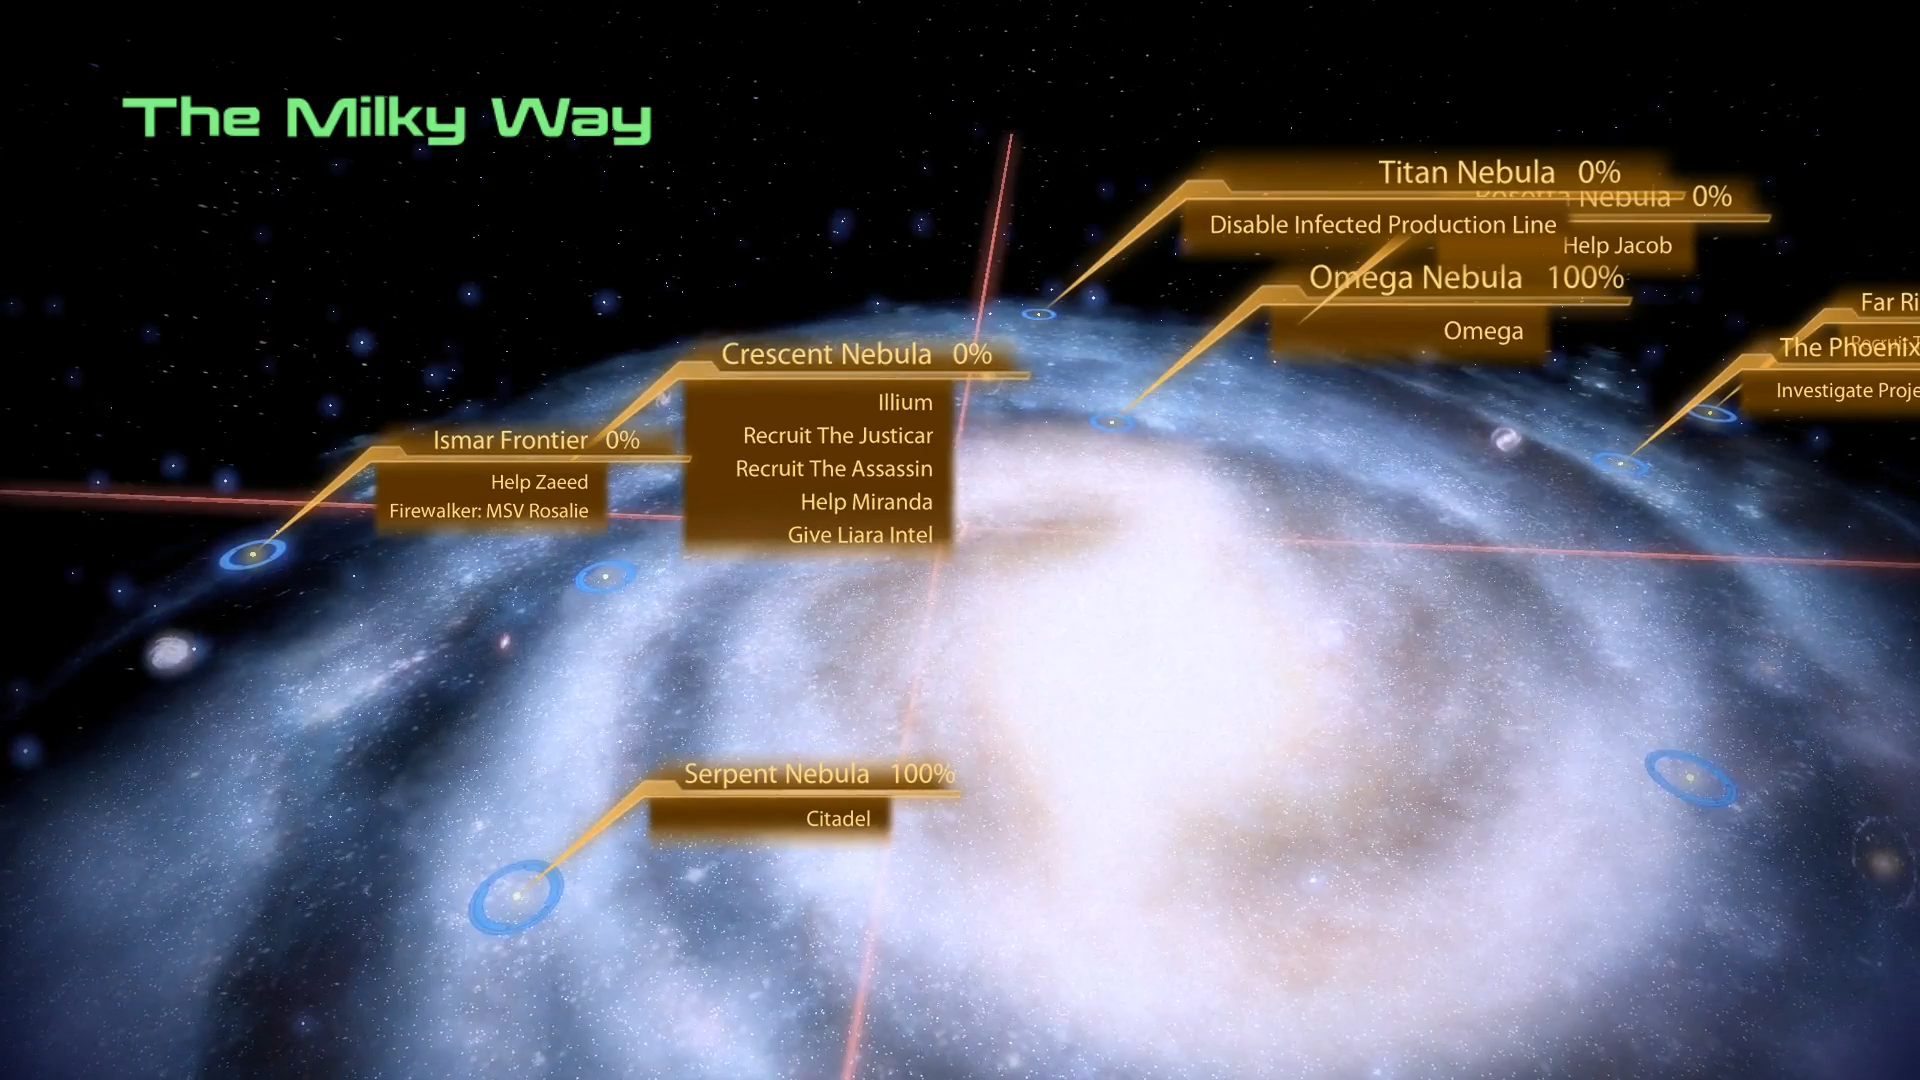 The Milky Way
Titan Nebula 0%
Disable Infected Production Line
Nebula 0%
Help Jacob
Omega Nebula 100%
Omega
Far
The Phoenix
Investigate
Crescent Nebula 0%
Illium
Recruit The Justicar
Recruit The Assassin
Help Miranda
Give Liara Intel
Ismar Frontier 0%
Help Zaeed
Firewalker: MSV Rosalie
Serpent Nebula 100%
Citadel